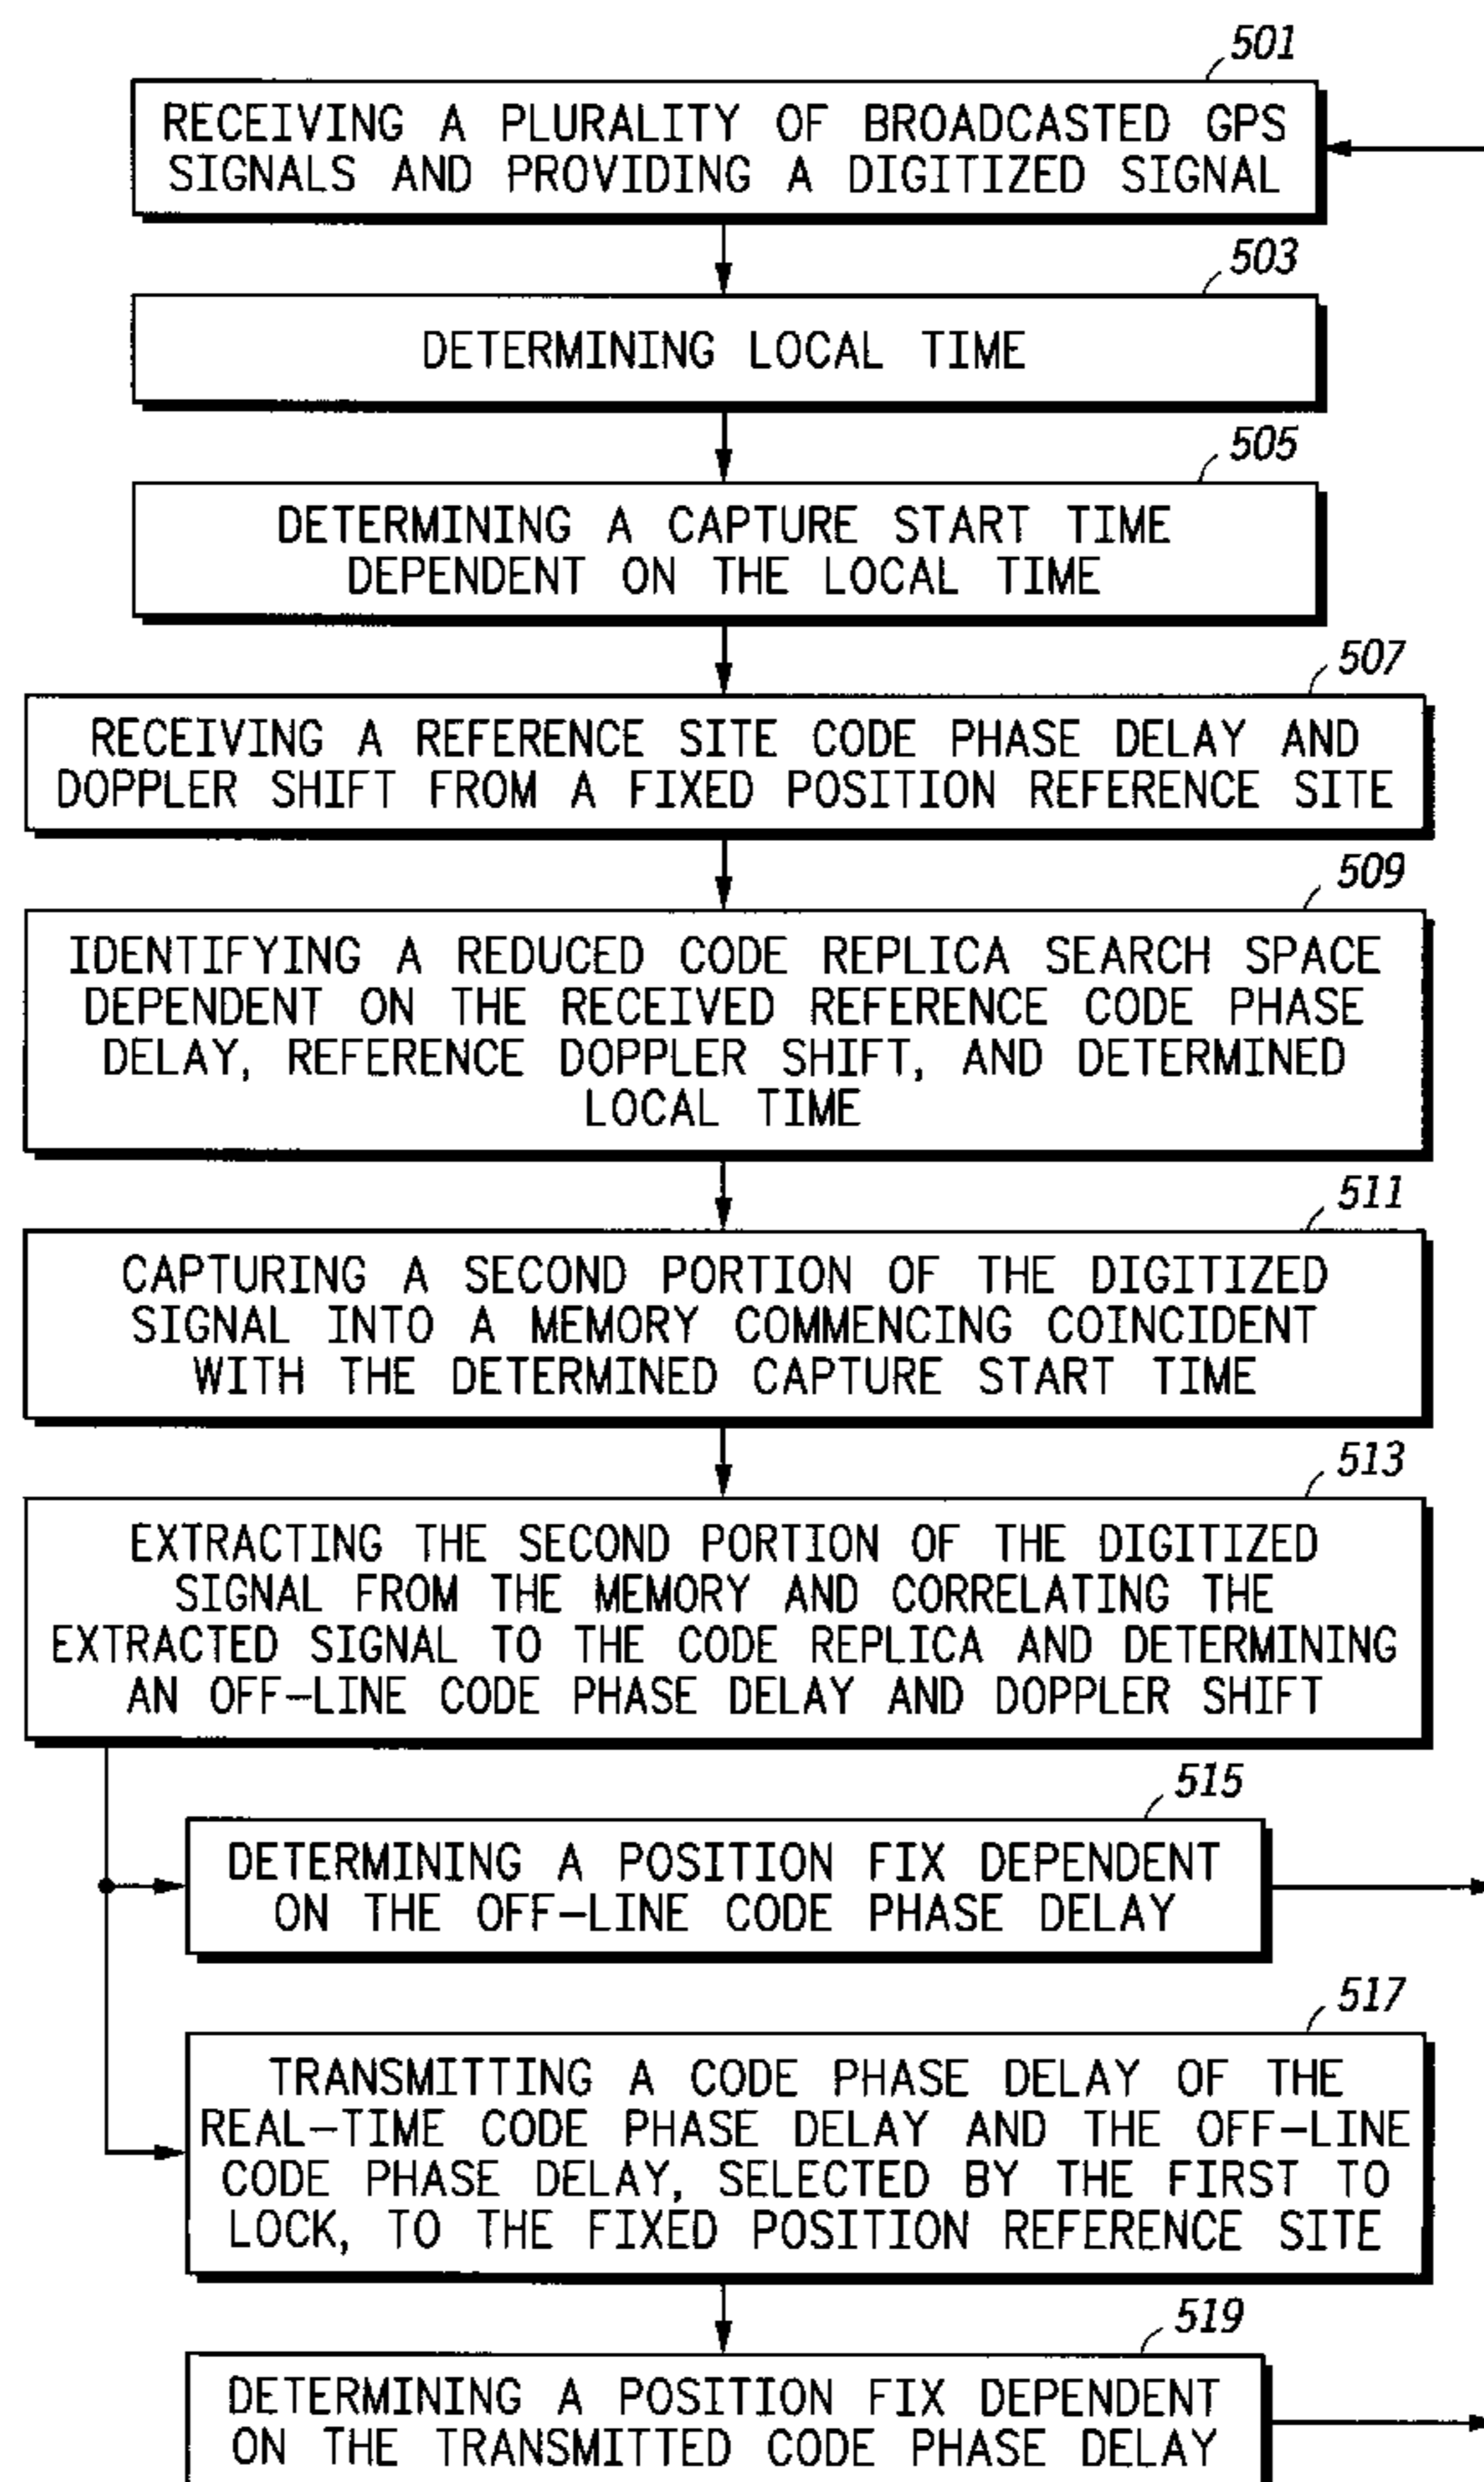 501
RECEIVING A PLURALITY OF BROADCASTED GPS
SIGNALS AND PROVIDING A DIGITIZED SIGNAL
503
DETERMINING LOCAL TIME
505
DETERMINING A CAPTURE START TIME
DEPENDENT ON THE LOCAL TIME
507
RECEIVING A REFERENCE SITE CODE PHASE DELAY AND
DOPPLER SHIFT FROM A FIXED POSITION REFERENCE SITE
509
IDENTIFYING A REDUCED CODE REPLICA SEARCH SPACE
DEPENDENT ON THE RECEIVED REFERENCE CODE PHASE
DELAY, REFERENCE DOPPLER SHIFT, AND DETERMINED
LOCAL TIME
511
CAPTURING A SECOND PORTION OF THE DIGITIZED
SIGNAL INTO A MEMORY COMMENCING COINCIDENT
WITH THE DETERMINED CAPTURE START TIME
513
EXTRACTING THE SECOND PORTION OF THE DIGITIZED
SIGNAL FROM THE MEMORY AND CORRELATING THE
EXTRACTED SIGNAL TO THE CODE REPLICA AND DETERMINING
AN OFF-LINE CODE PHASE DELAY AND DOPPLER SHIFT
515
DETERMINING A POSITION FIX DEPENDENT
ON THE OFF-LINE CODE PHASE DELAY
517
TRANSMITTING A CODE PHASE DELAY OF THE
REAL-TIME CODE PHASE DELAY AND THE OFF-LINE
CODE PHASE DELAY, SELECTED BY THE FIRST TO
LOCK, TO THE FIXED POSITION REFERENCE SITE
519
DETERMINING A POSITION FIX DEPENDENT
ON THE TRANSMITTED CODE PHASE DELAY